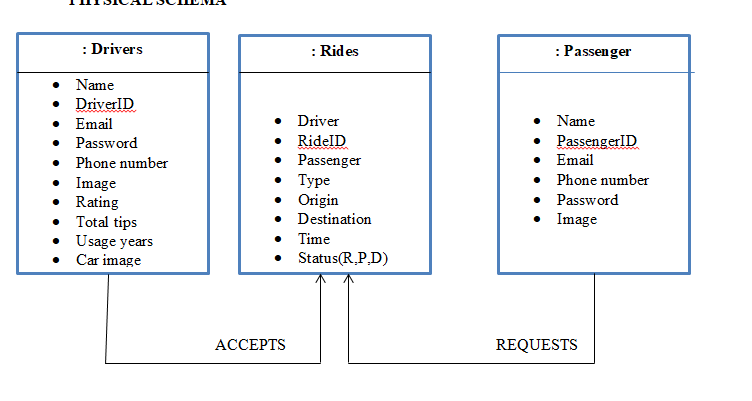 PHYSICAL SCHEMA
: Drivers
• Name
• DriverID
• Email
• Password
• Phone number
• Image
• Rating
• Total tips
• Usage years
• Car image
: Rides
• Driver
• RideID
• Passenger
• Type
• Origin
• Destination
• Time
• Status(R,P,D)
: Passenger
• Name
• PassengerID
• Email
• Phone number
• Password
• Image
ACCEPTS
REQUESTS